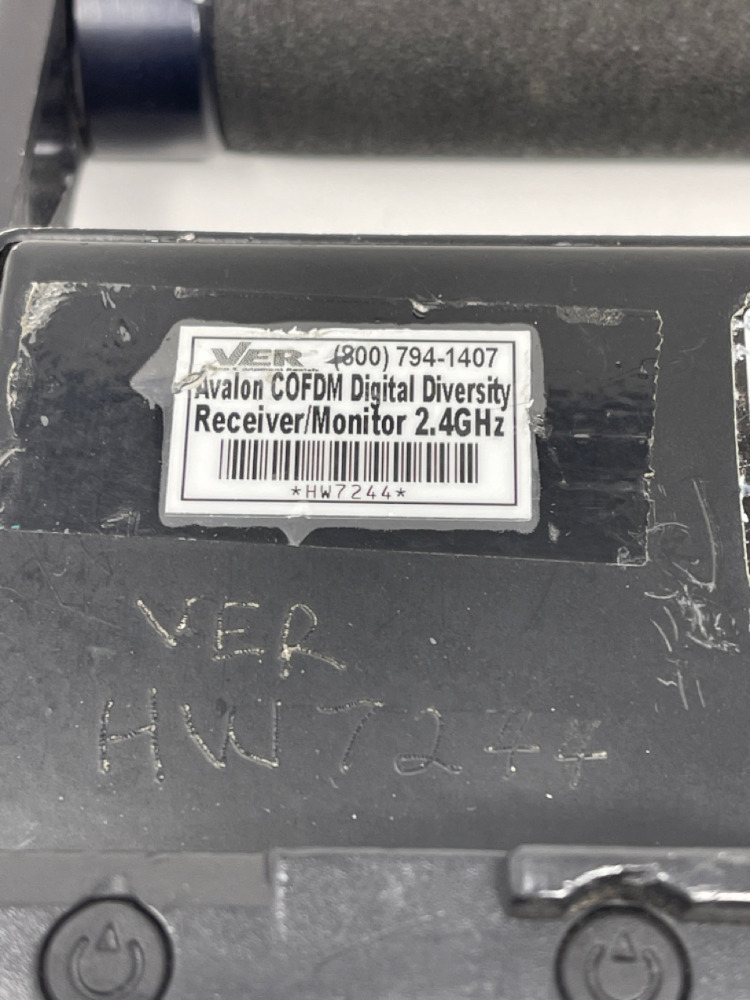 VER (800) 794-1407
Avalon COFDM Digital Diversity
Receiver/Monitor 2.4GHz
*HW7244*
VER
HW7244